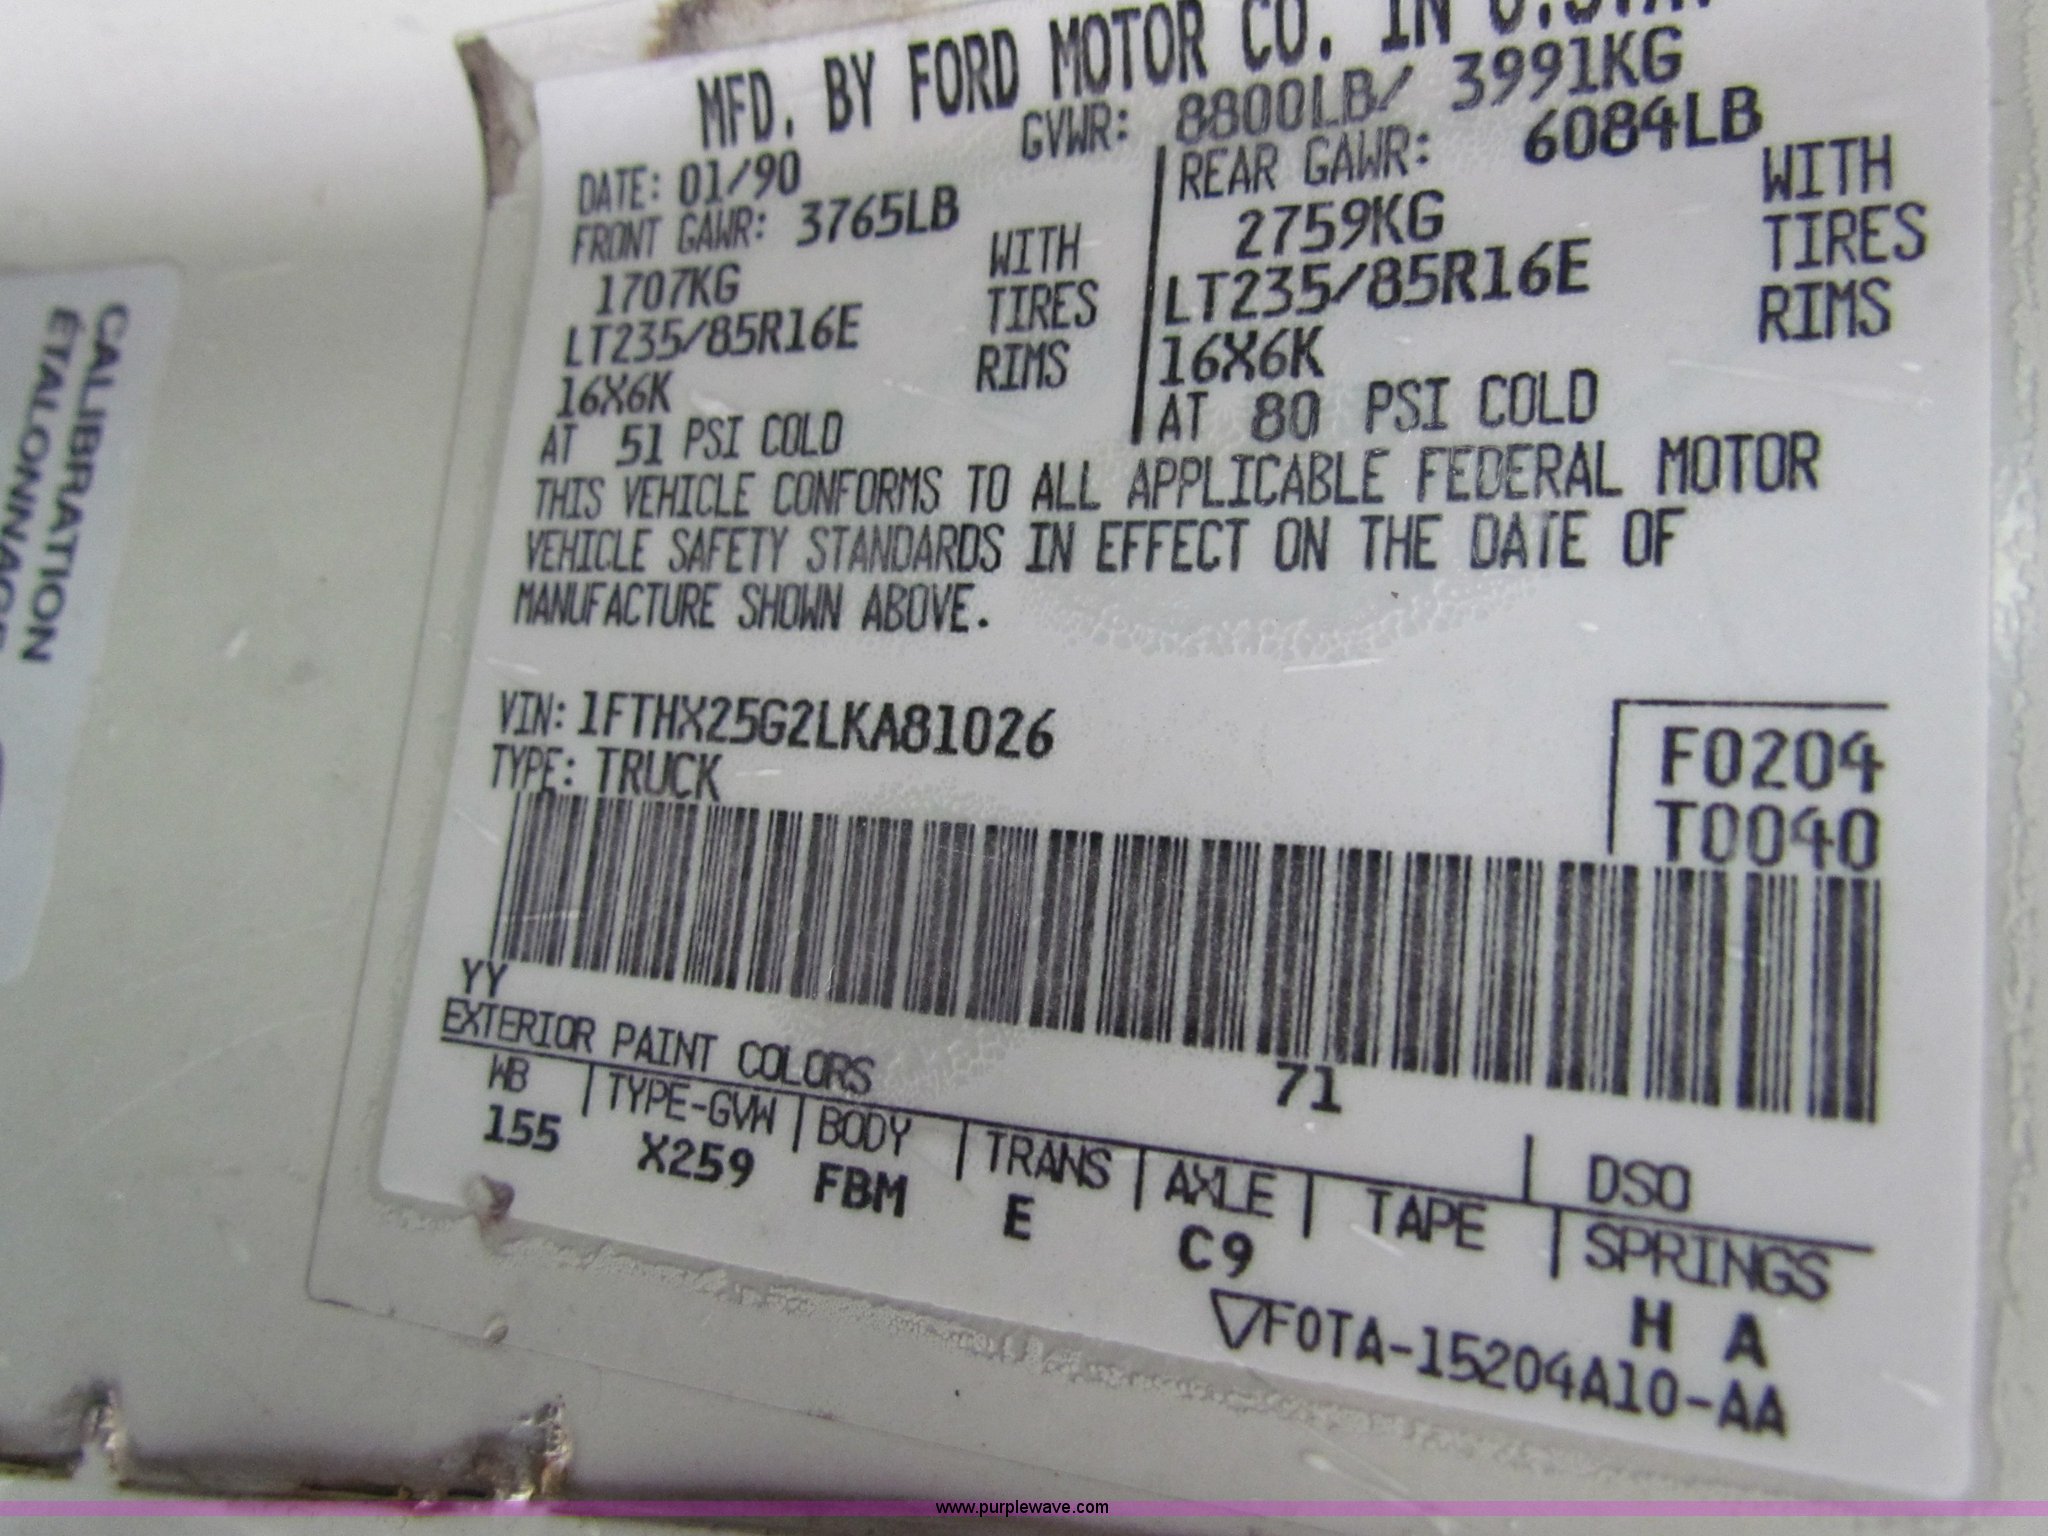 MFD. BY FORD MOTOR CO. IN U.S.A.
GVWR: 8800LB/ 3991KG
DATE: 01/90
FRONT GAWR: 3765LB
1707KG WITH
LT235/85R16E TIRES
16X6K RIMS
AT 51 PSI COLD
REAR GAWR: 6084LB
2759KG WITH
LT235/85R16E TIRES
16X6K RIMS
AT 80 PSI COLD
THIS VEHICLE CONFORMS TO ALL APPLICABLE FEDERAL MOTOR
VEHICLE SAFETY STANDARDS IN EFFECT ON THE DATE OF
MANUFACTURE SHOWN ABOVE.
VIN: 1FTHX25G2LKA81026
TYPE: TRUCK
F0204
T0040
YY
EXTERIOR PAINT COLORS 71 DSO
WB | TYPE-GVW | BODY | TRANS | AXLE | TAPE | SPRINGS
155 X259 FBM E C9 H A
▽F0TA-15204A10-AA
CALIBRATION
ÉTALONNAGE
www.purplewave.com